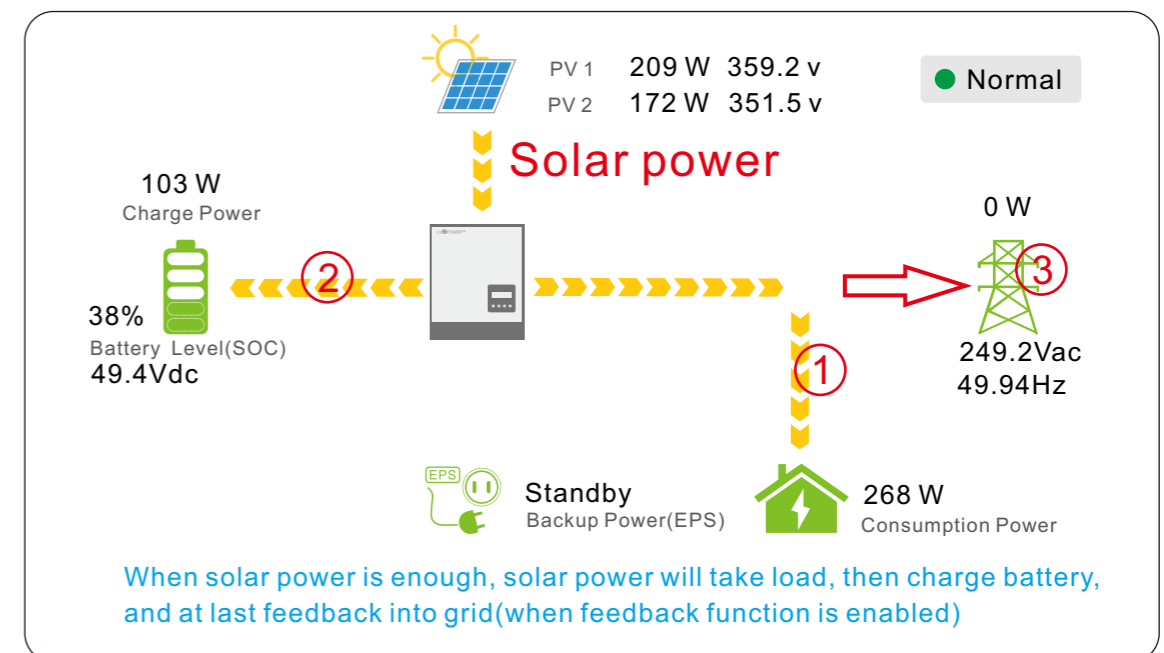 PV 1 209 W 359.2 v
PV 2 172 W 351.5 v
Normal
Solar power
103 W
Charge Power
0 W
2
3
38%
Battery Level(SOC)
49.4Vdc
249.2Vac
49.94Hz
1
EPS
Standby
Backup Power(EPS)
268 W
Consumption Power
When solar power is enough, solar power will take load, then charge battery,
and at last feedback into grid(when feedback function is enabled)